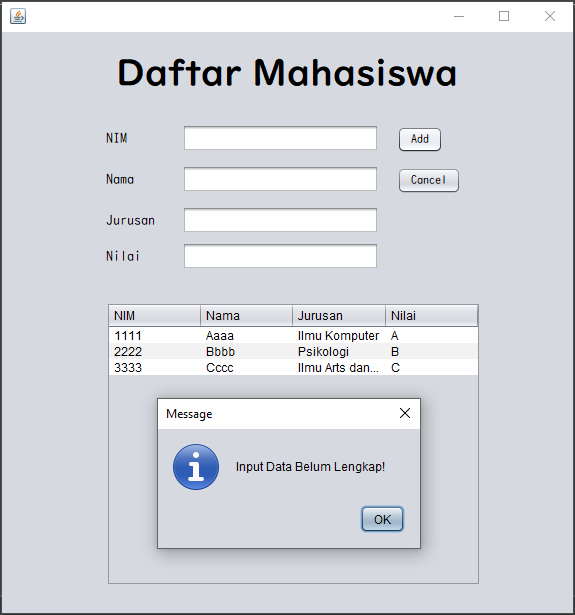 Daftar Mahasiswa
NIM
Add
Nama
Cancel
Jurusan
Nilai
NIM Nama Jurusan Nilai
1111 Aaaa Ilmu Komputer A
2222 Bbbb Psikologi B
3333 Cccc Ilmu Arts dan... C
Message
Input Data Belum Lengkap!
OK